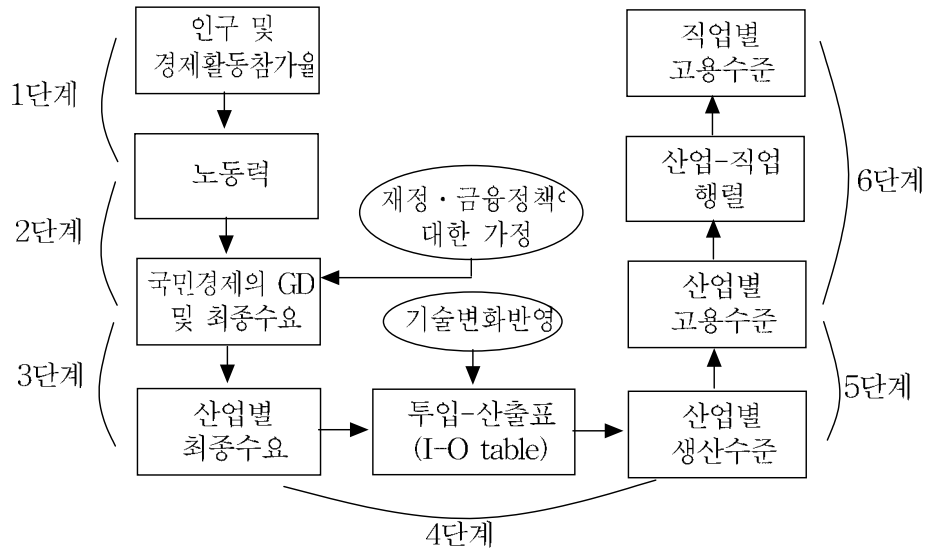 인구 및
경제활동참가율
1단계
노동력
2단계
재정·금융정책에
대한 가정
국민경제의 GD
및 최종수요
기술변화반영
3단계
산업별
최종수요
투입-산출표
(I-O table)
4단계
산업별
생산수준
5단계
산업별
고용수준
산업-직업
행렬
6단계
직업별
고용수준